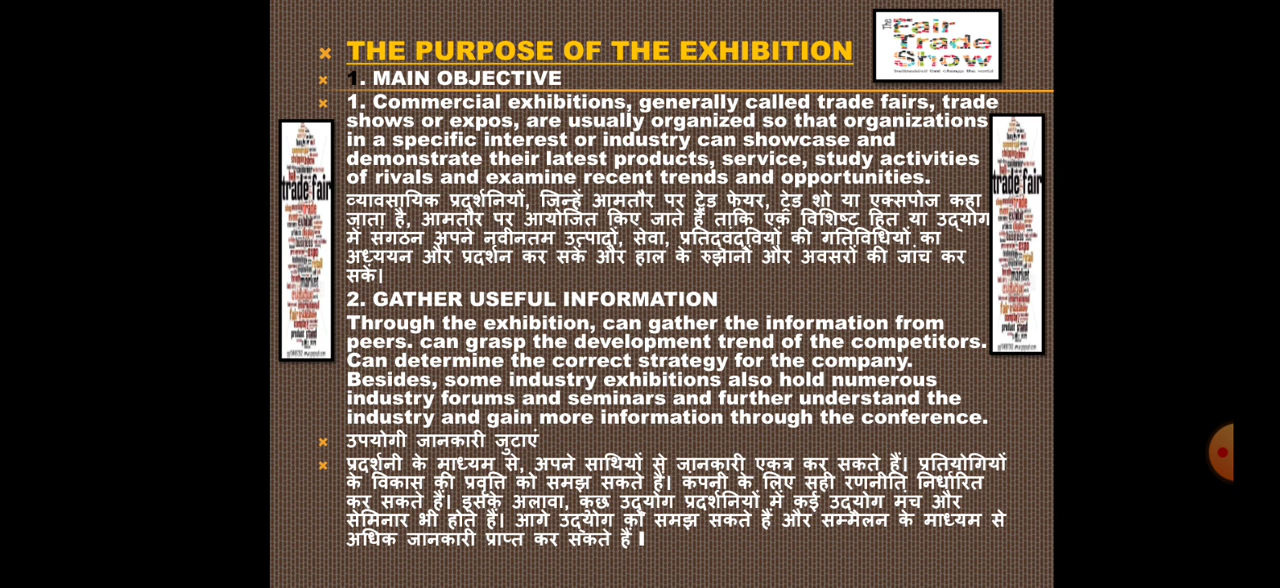 THE PURPOSE OF THE EXHIBITION
The
Fair
Trade
Show
1. MAIN OBJECTIVE
1. Commercial exhibitions, generally called trade fairs, trade
shows or expos, are usually organized so that organizations
in a specific interest or industry can showcase and
demonstrate their latest products, service, study activities
of rivals and examine recent trends and opportunities.
trade fair
trade fair
व्यावसायिक प्रदर्शनियों, जिन्हें आमतौर पर ट्रेड फेयर, ट्रेड शो या एक्सपोज कहा
जाता है, आमतौर पर आयोजित किए जाते हैं ताकि एक विशिष्ट हित या उद्योग
में संगठन अपने नवीनतम उत्पादों, सेवा, प्रतिद्वंद्वियों की गतिविधियों का
अध्ययन और प्रदर्शन कर सकें और हाल के रुझानों और अवसरों की जांच कर
सकें।
2. GATHER USEFUL INFORMATION
Through the exhibition, can gather the information from
peers. can grasp the development trend of the competitors.
Can determine the correct strategy for the company.
Besides, some industry exhibitions also hold numerous
industry forums and seminars and further understand the
industry and gain more information through the conference.
उपयोगी जानकारी जुटाएं
प्रदर्शनी के माध्यम से, अपने साथियों से जानकारी एकत्र कर सकते हैं। प्रतियोगियों
के विकास की प्रवृत्ति को समझ सकते हैं। कंपनी के लिए सही रणनीति निर्धारित
कर सकते हैं। इसके अलावा, कुछ उद्योग प्रदर्शनियों में कई उद्योग मंच और
सेमिनार भी होते हैं। आगे उद्योग को समझ सकते हैं और सम्मेलन के माध्यम से
अधिक जानकारी प्राप्त कर सकते हैं I